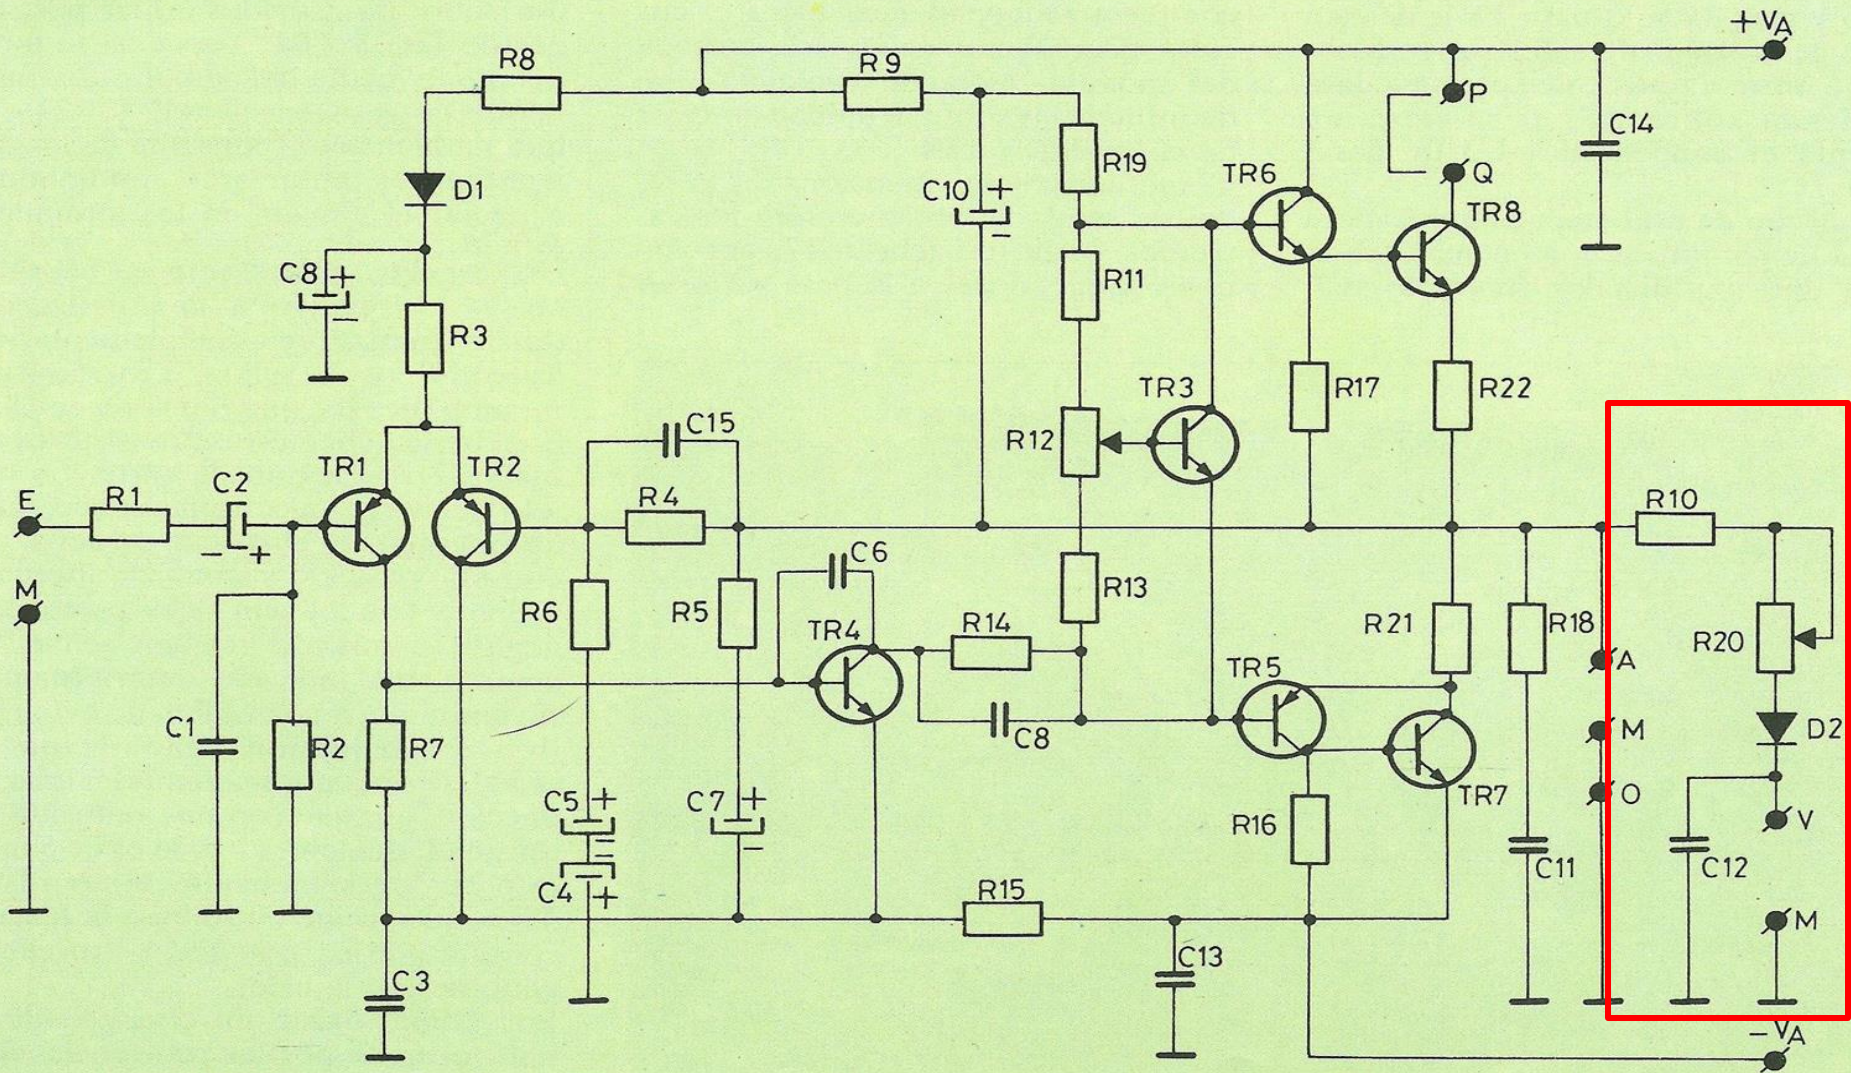 +VA
R8
R9
P
C14
R19
D1
C10
+
-
TR6
Q
TR8
C8
+
-
R11
R3
TR3
R17
R22
C15
R12
TR1
TR2
E
R1
C2
-
+
R4
R10
C6
R13
M
R6
R5
TR4
R14
R21
R18
R20
A
TR5
C1
R2
R7
C8
M
D2
C5
+
-
C7
+
-
TR7
O
V
R16
C4
+
C11
C12
R15
M
C3
C13
-VA